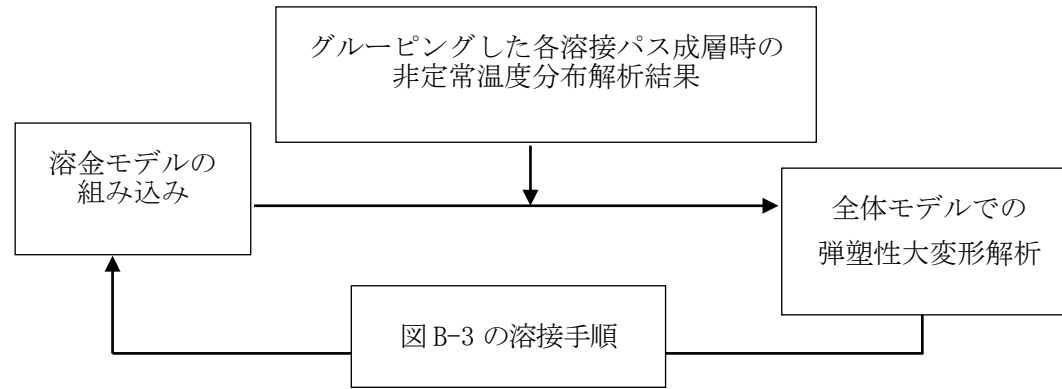 グルーピングした各溶接パス成層時の
非定常温度分布解析結果
溶金モデルの
組み込み
全体モデルでの
弾塑性大変形解析
図 B-3 の溶接手順